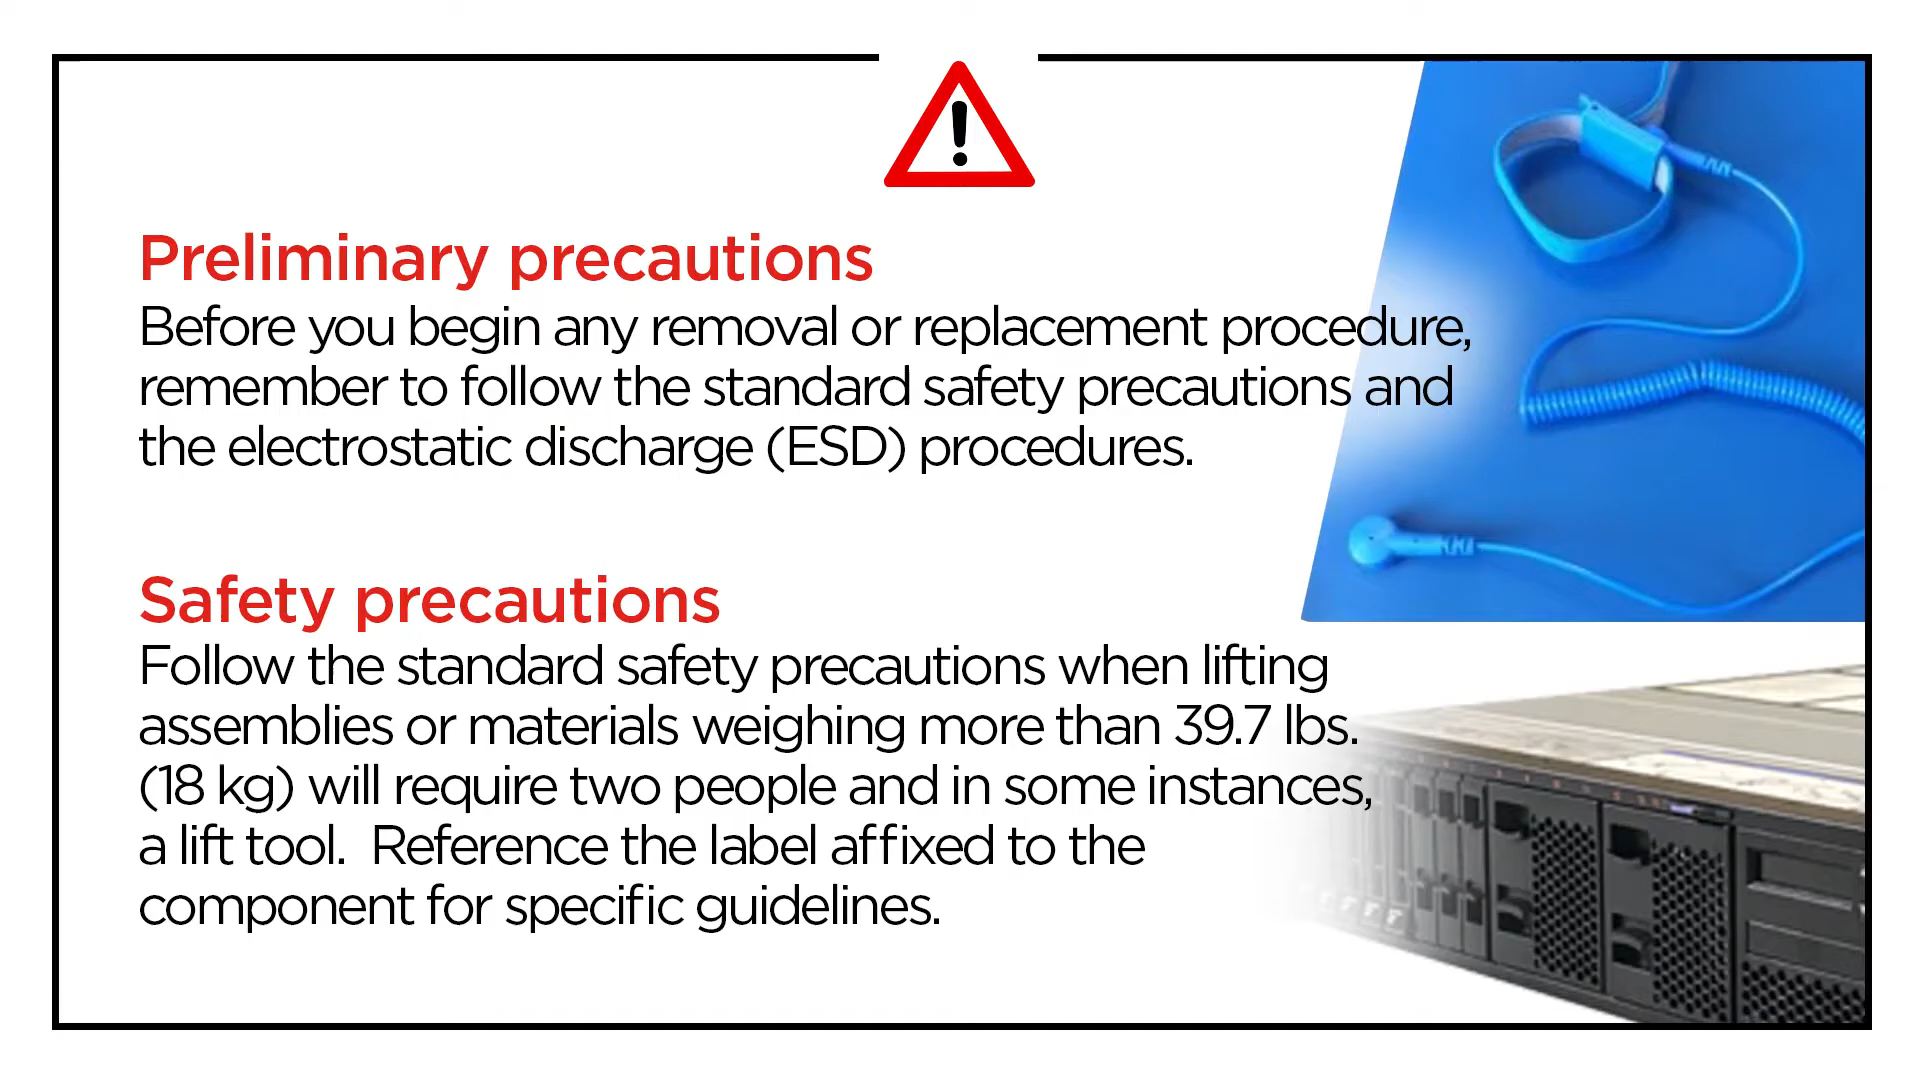 Preliminary precautions
Before you begin any removal or replacement procedure,
remember to follow the standard safety precautions and
the electrostatic discharge (ESD) procedures.
Safety precautions
Follow the standard safety precautions when lifting
assemblies or materials weighing more than 39.7 lbs.
(18 kg) will require two people and in some instances,
a lift tool.  Reference the label affixed to the
component for specific guidelines.